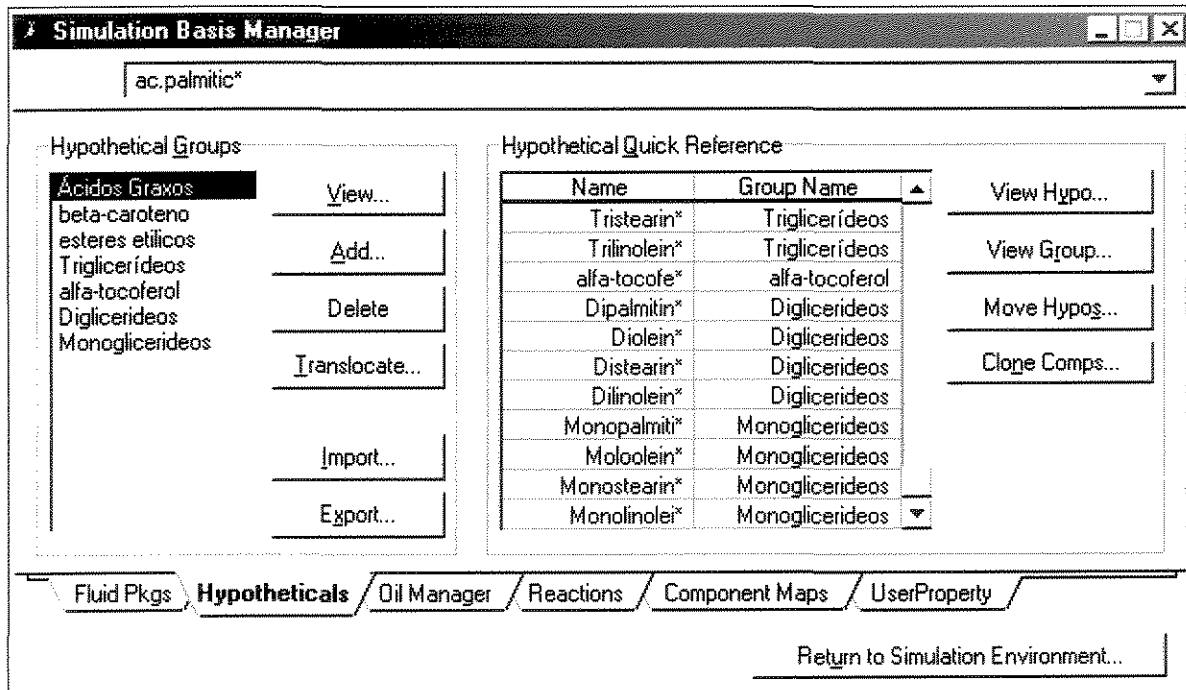 Simulation Basis Manager
ac.palmitic*
Hypothetical Groups
Ácidos Graxos
beta-caroteno
esteres etilicos
Triglicerídeos
alfa-tocoferol
Diglicerideos
Monoglicerideos
View...
Add...
Delete
Translocate...
Import...
Export...
Hypothetical Quick Reference
Name Group Name
Tristearin* Triglicerídeos
Trilinolein* Triglicerídeos
alfa-tocofe* alfa-tocoferol
Dipalmitin* Diglicerideos
Diolein* Diglicerideos
Distearin* Diglicerideos
Dilinolein* Diglicerideos
Monopalmiti* Monoglicerideos
Moloolein* Monoglicerideos
Monostearin* Monoglicerideos
Monolinolei* Monoglicerideos
View Hypo...
View Group...
Move Hypos...
Clone Comps...
Fluid Pkgs Hypotheticals Oil Manager Reactions Component Maps UserProperty
Return to Simulation Environment...